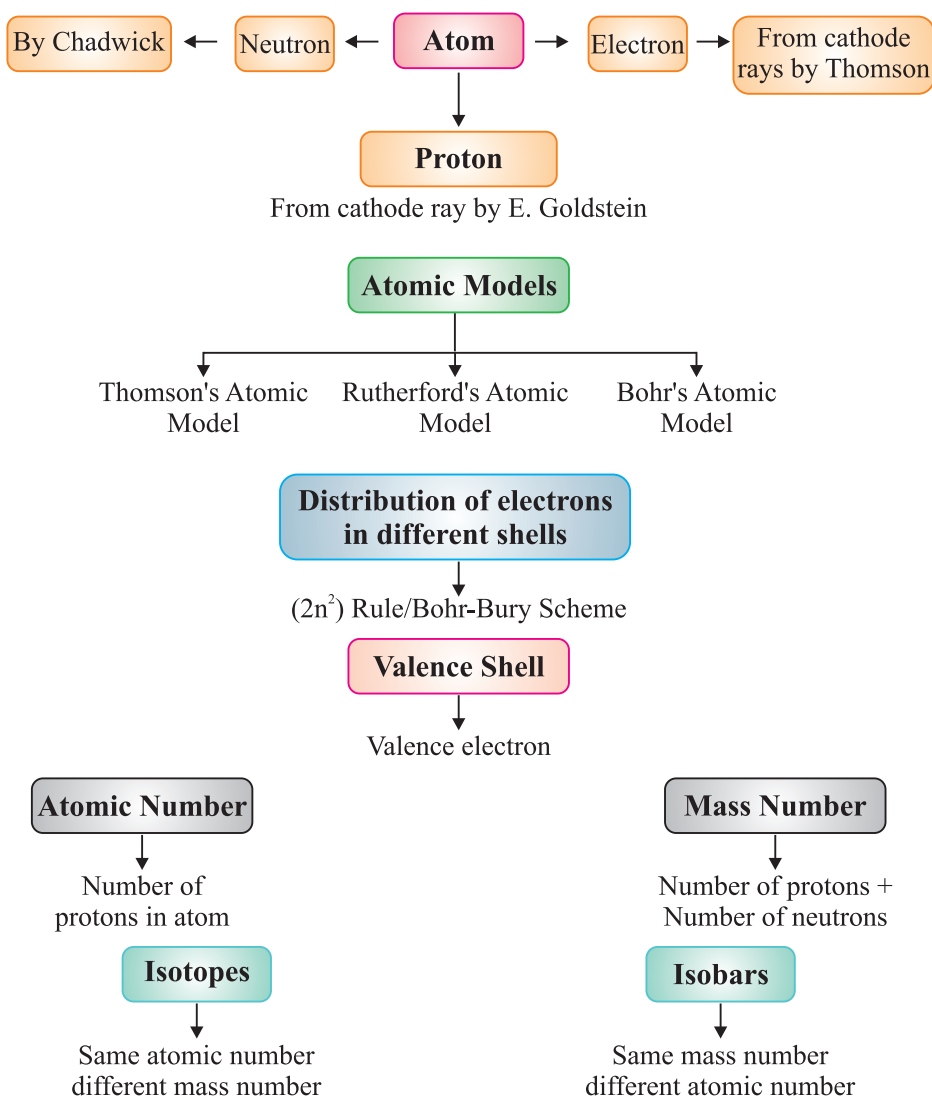 By Chadwick
Neutron
Atom
Electron
From cathode
rays by Thomson
Proton
From cathode ray by E. Goldstein
Atomic Models
Thomson's Atomic
Model
Rutherford's Atomic
Model
Bohr's Atomic
Model
Distribution of electrons
in different shells
(2n²) Rule/Bohr-Bury Scheme
Valence Shell
Valence electron
Atomic Number
Number of
protons in atom
Mass Number
Number of protons +
Number of neutrons
Isotopes
Same atomic number
different mass number
Isobars
Same mass number
different atomic number